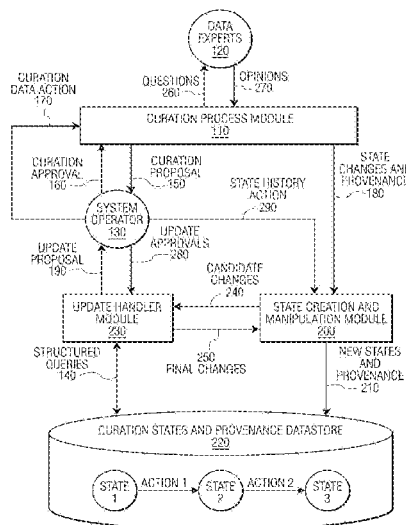 DATA
EXPERTS
120
QUESTIONS
260
OPINIONS
270
CURATION
DATA ACTION
170
CURATION PROCESS MODULE
110
CURATION
APPROVAL
160
CURATION
PROPOSAL
150
STATE
CHANGES AND
PROVENANCE
180
STATE HISTORY
ACTION
290
SYSTEM
OPERATOR
130
UPDATE
PROPOSAL
190
UPDATE
APPROVALS
280
CANDIDATE
CHANGES
240
UPDATE HANDLER
MODULE
230
STATE CREATION AND
MANIPULATION MODULE
200
250
FINAL CHANGES
STRUCTURED
QUERIES
140
NEW STATES
AND
PROVENANCE
210
CURATION STATES AND PROVENANCE DATASTORE
220
STATE
1
ACTION 1
STATE
2
ACTION 2
STATE
3